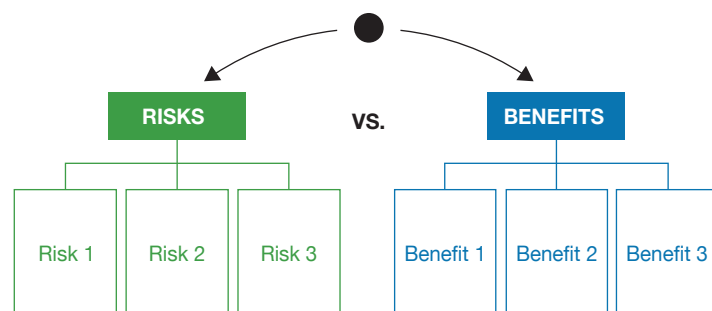 RISKS
vs.
BENEFITS
Risk 1
Risk 2
Risk 3
Benefit 1
Benefit 2
Benefit 3